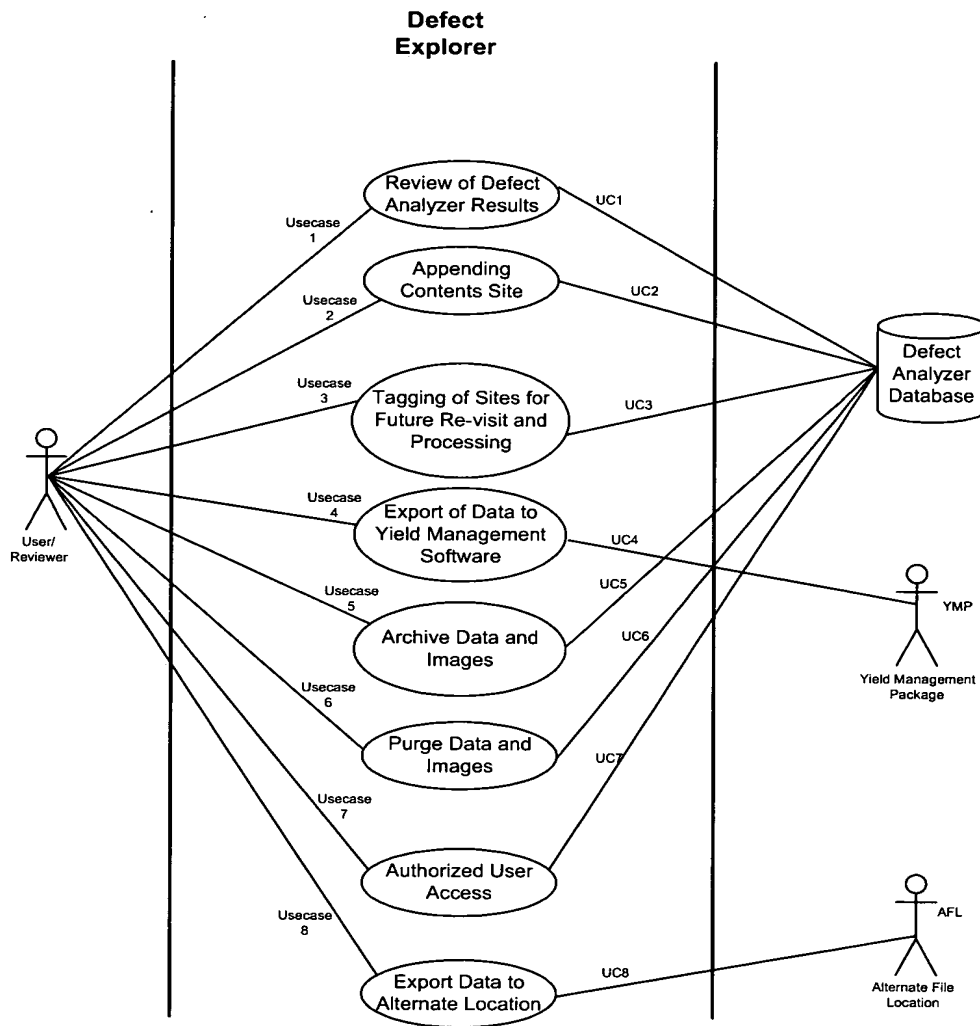 Defect
Explorer
Review of Defect
Analyzer Results
Usecase
1
UC1
Appending
Contents Site
Usecase
2
UC2
Defect
Analyzer
Database
Tagging of Sites for
Future Re-visit and
Processing
Usecase
3
UC3
User/
Reviewer
Export of Data to
Yield Management
Software
Usecase
4
UC4
YMP
Yield Management
Package
Archive Data and
Images
Usecase
5
UC5
Purge Data and
Images
Usecase
6
UC6
Authorized User
Access
Usecase
7
UC7
Export Data to
Alternate Location
Usecase
8
UC8
AFL
Alternate File
Location